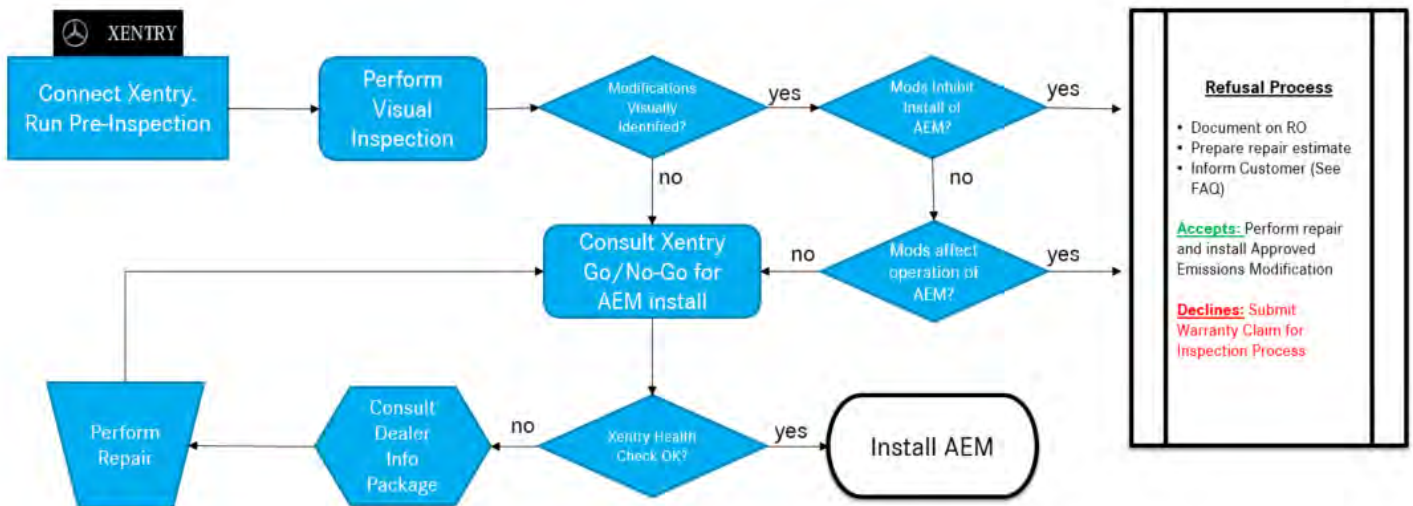 XENTRY
Connect Xentry.
Run Pre-Inspection
Perform
Visual
Inspection
Modifications
Visually
Identified?
yes
Mods Inhibit
Install of
AEM?
yes
no
no
Consult Xentry
Go/No-Go for
AEM install
no
Mods affect
operation of
AEM?
yes
Perform
Repair
Consult
Dealer
Info
Package
no
Xentry Health
Check OK?
yes
Install AEM
Refusal Process
• Document on RO
• Prepare repair estimate
• Inform Customer (See
FAQ)
Accepts: Perform repair
and install Approved
Emissions Modification
Declines: Submit
Warranty Claim for
Inspection Process